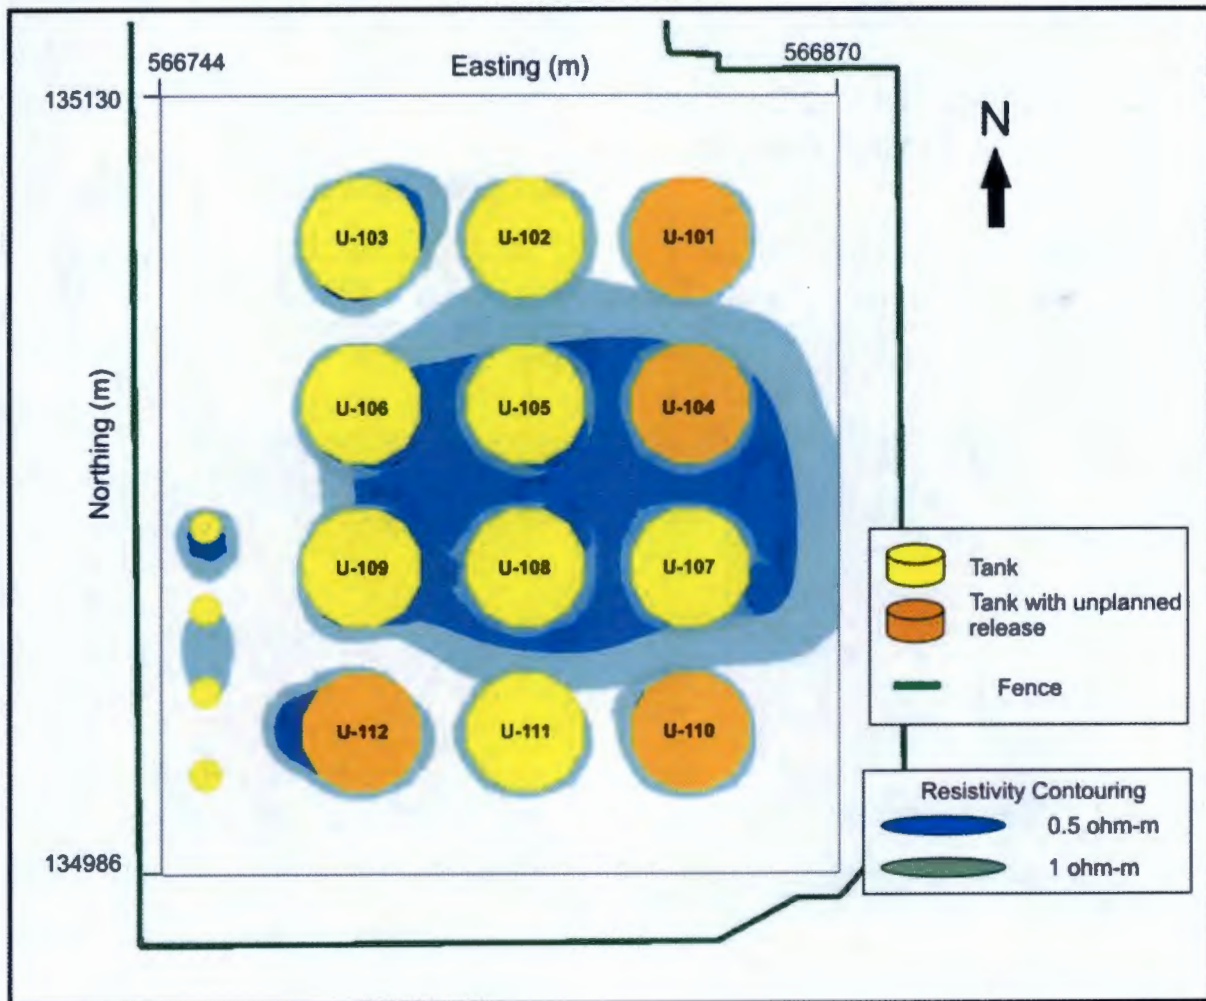 566744
Easting (m)
566870
135130
N
U-103
U-102
U-101
Northing (m)
U-106
U-105
U-104
U-109
U-108
U-107
Tank
Tank with unplanned
release
Fence
U-112
U-111
U-110
Resistivity Contouring
0.5 ohm-m
1 ohm-m
134986